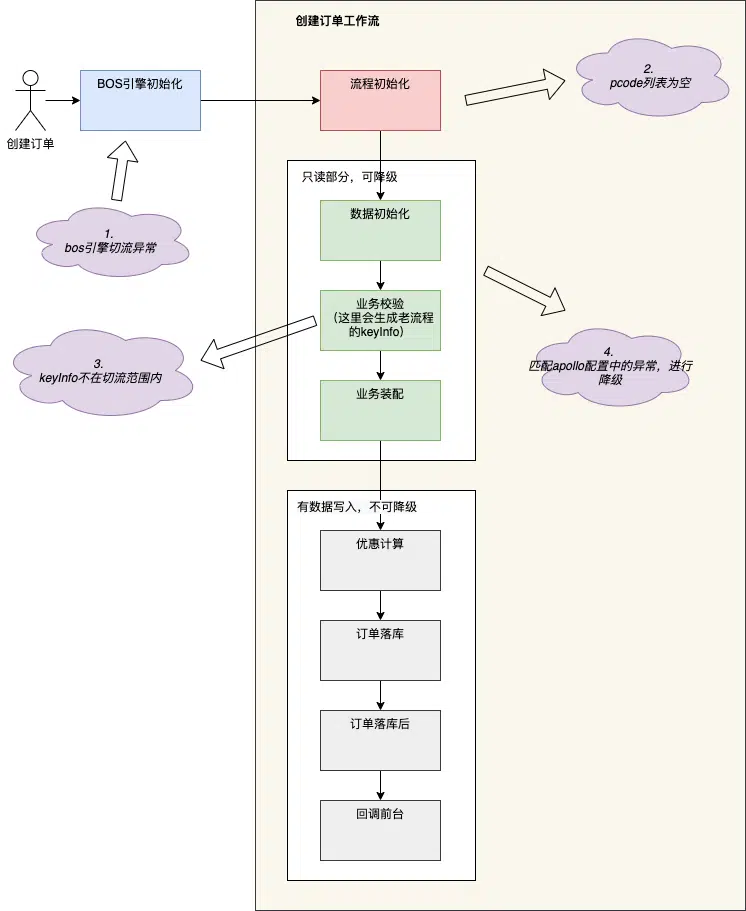 创建订单工作流
BOS引擎初始化
流程初始化
2.
pcode列表为空
创建订单
只读部分，可降级
数据初始化
1.
bos引擎切流异常
业务校验
（这里会生成老流程
的keyInfo）
3.
keyInfo不在切流范围内
4.
匹配apollo配置中的异常，进行
降级
业务装配
有数据写入，不可降级
优惠计算
订单落库
订单落库后
回调前台